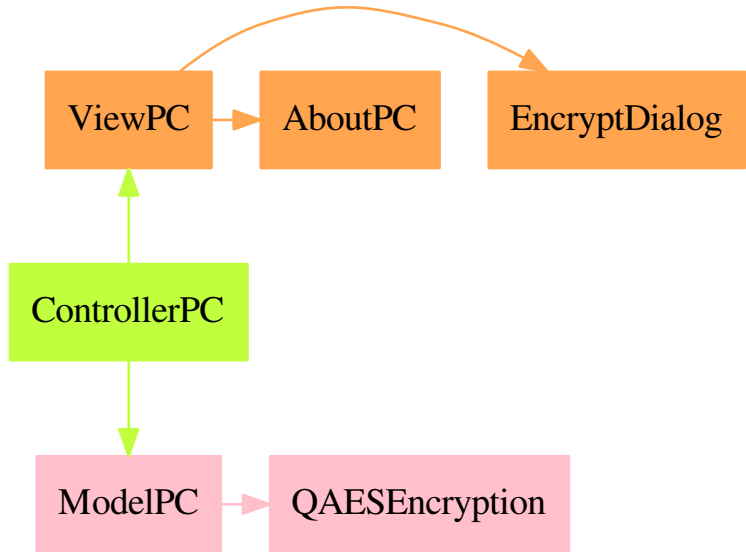 ViewPC
AboutPC
EncryptDialog
ControllerPC
ModelPC
QAESEncryption